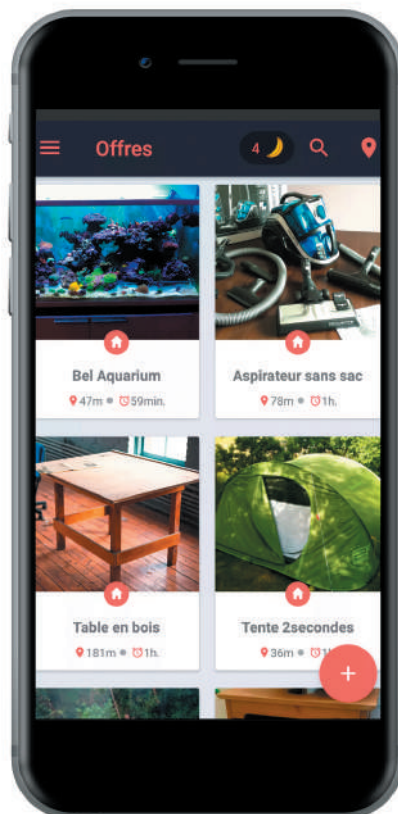 Offres
4
Bel Aquarium
47m 59min.
Aspirateur sans sac
78m 1h.
Table en bois
181m 1h.
Tente 2secondes
36m
+